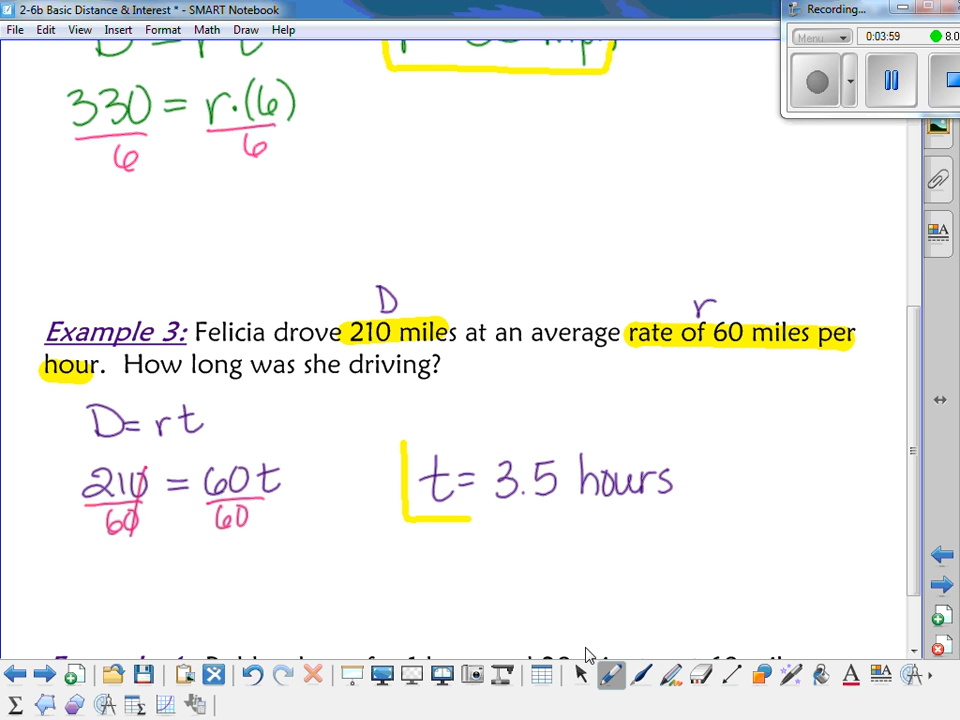 2-6b Basic Distance & Interest * - SMART Notebook
Recording...
File Edit View Insert Format Math Draw Help
Menu
03:59
8.0
330 = r·(6)
6 6
D r
Example 3: Felicia drove 210 miles at an average rate of 60 miles per
hour. How long was she driving?
D = rt
210 = 60t
60 60
t = 3.5 hours